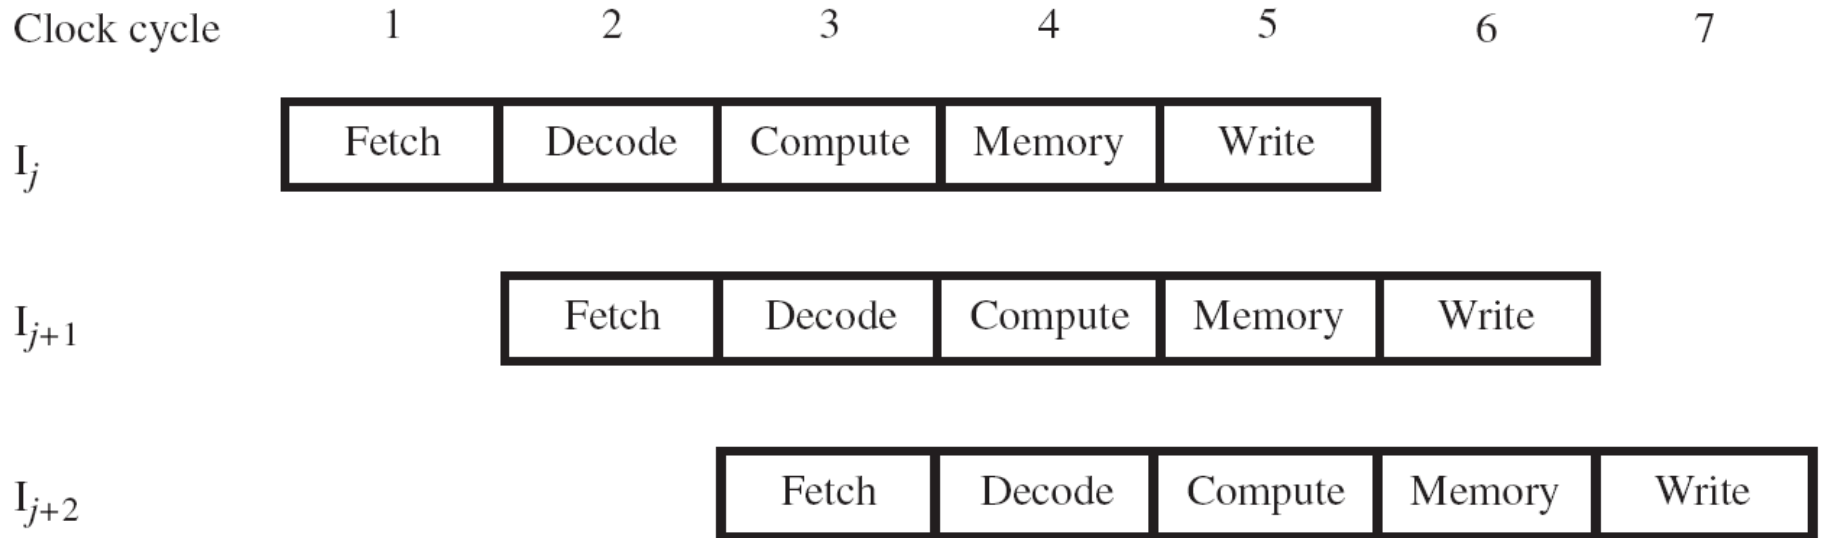 Clock cycle 1 2 3 4 5 6 7
Ij Fetch Decode Compute Memory Write
Ij+1 Fetch Decode Compute Memory Write
Ij+2 Fetch Decode Compute Memory Write